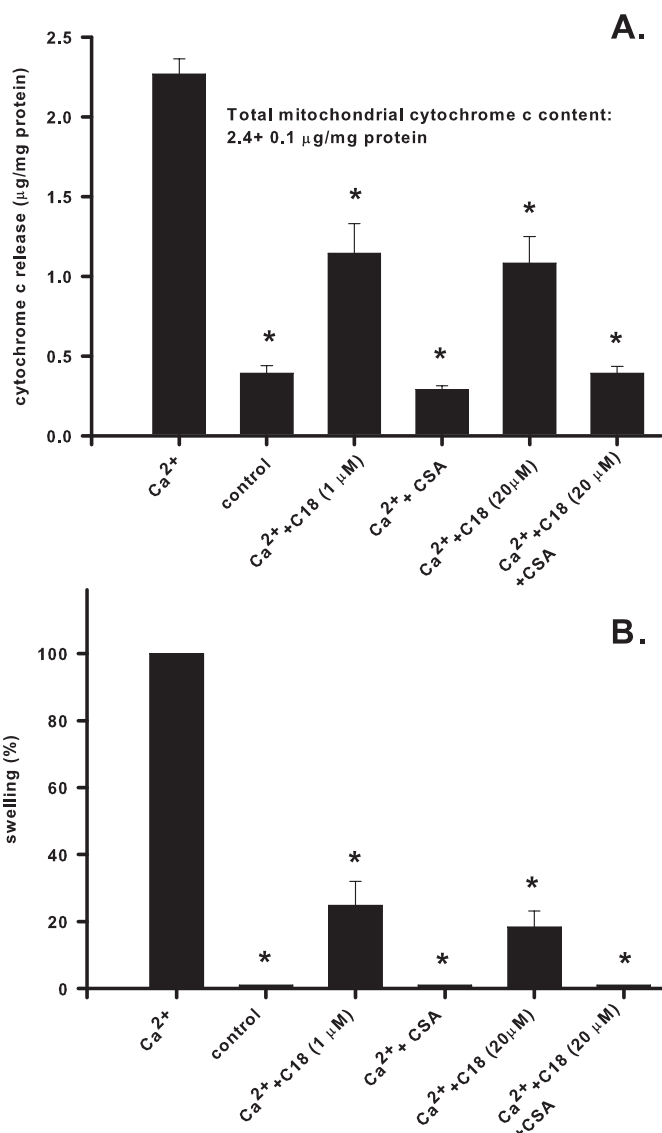 A.
2.5
2.0
1.5
1.0
0.5
0.0
cytochrome c release (μg/mg protein)
Total mitochondrial cytochrome c content:
2.4+ 0.1 μg/mg protein
*
*
*
*
*
Ca2+
control
Ca2++C18 (1 μM)
Ca2++ CSA
Ca2++C18 (20μM)
Ca2++C18 (20 μM)
+CSA
B.
100
80
60
40
20
0
swelling (%)
*
*
*
*
*
Ca2+
control
Ca2++C18 (1 μM)
Ca2++ CSA
Ca2++C18 (20μM)
Ca2++C18 (20 μM)
+CSA